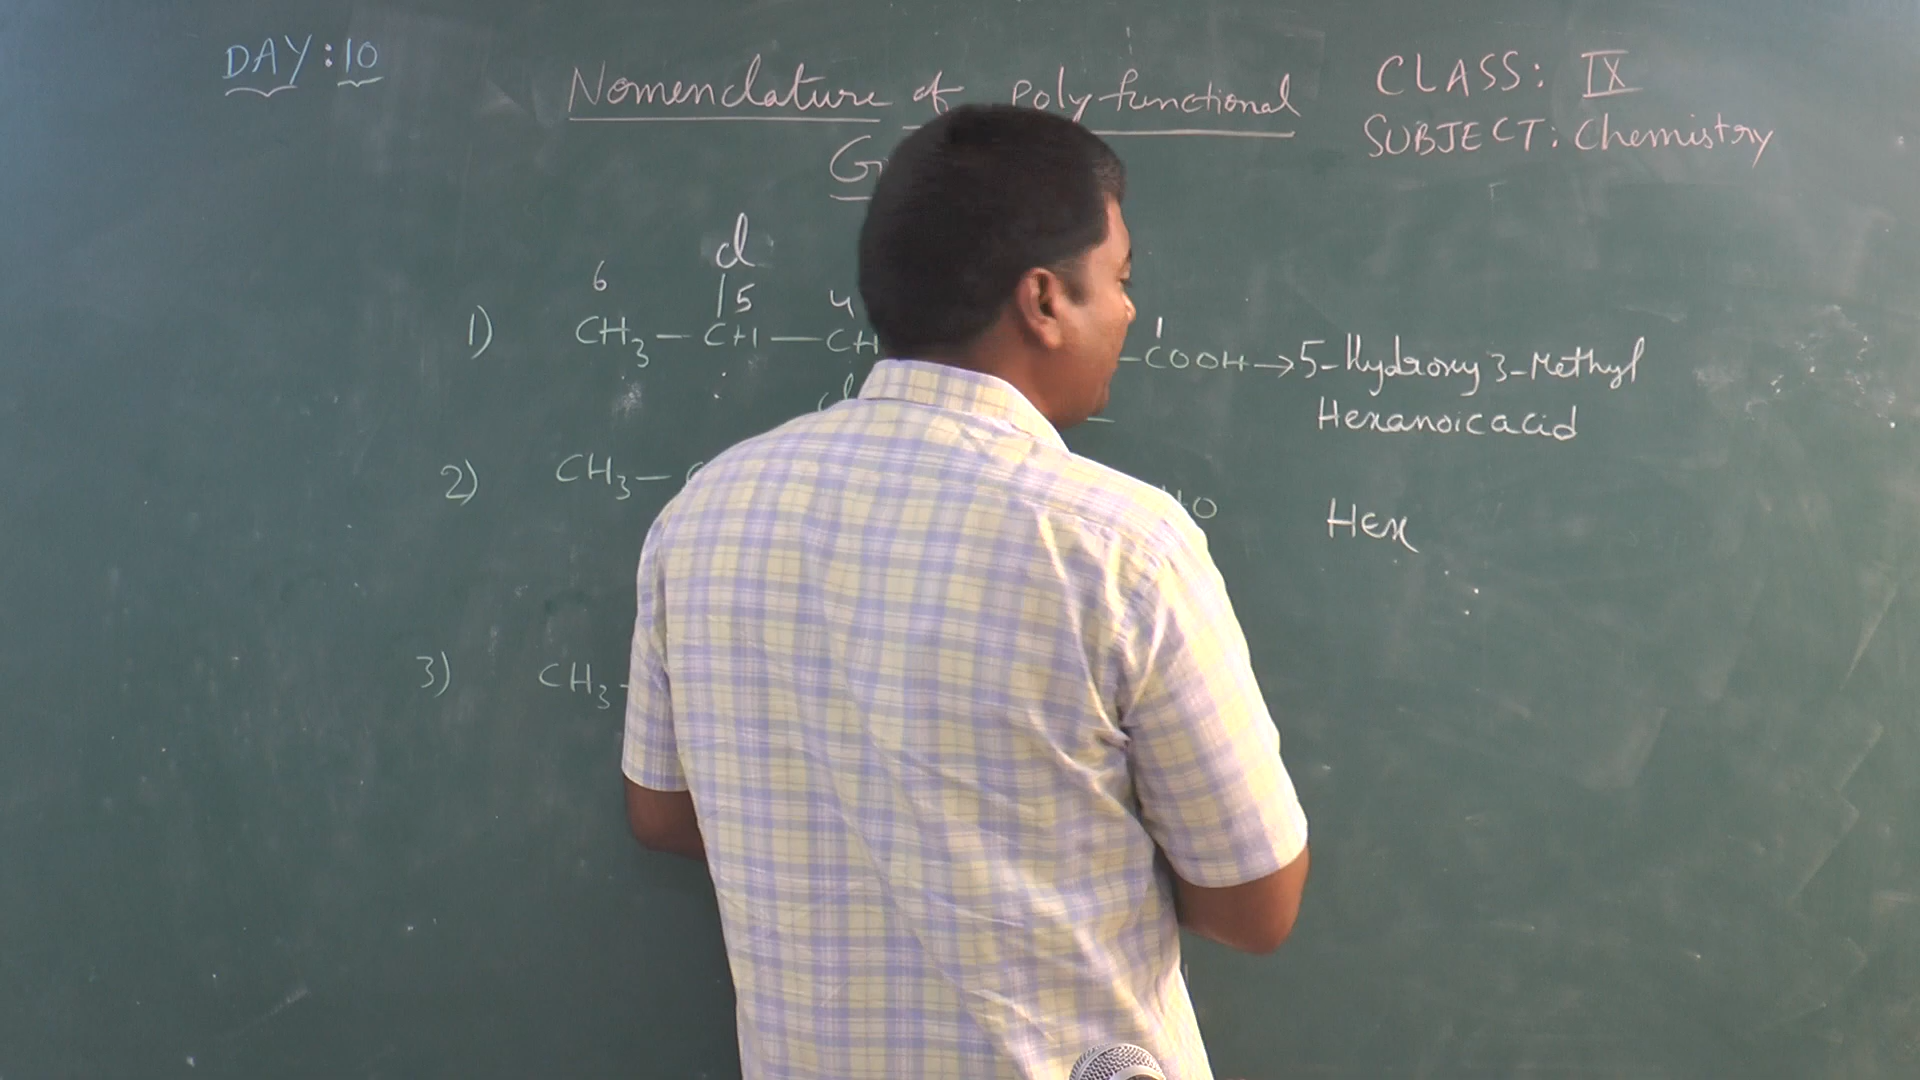 DAY: 10
Nomenclature of poly functional
CLASS: IX
SUBJECT: Chemistry
d
6 5 4 1
1) CH3 - CH - CH - COOH → 5-Hydroxy 3-Methyl
Hexanoic acid
2) CH3 - HO Hex
3) CH3 -